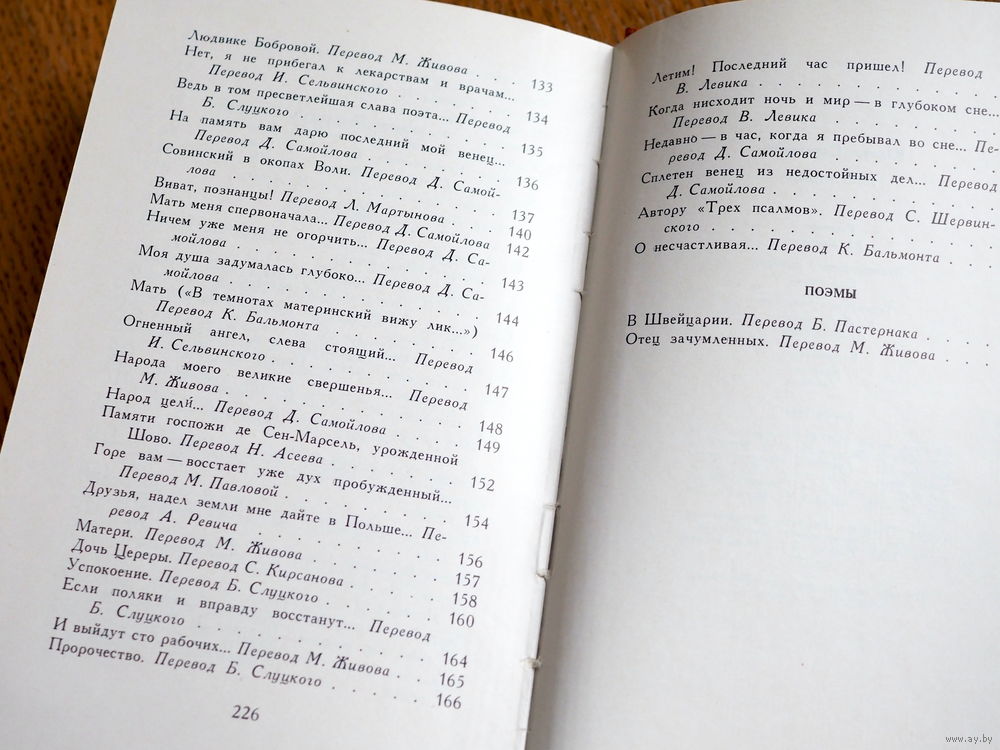 Людвике Бобровой. Перевод М. Живова . . . 133
Нет, я не прибегал к лекарствам и врачам...
Перевод И. Сельвинского . . . . . . . 134
Ведь в том пресветлейшая слава поэта... Перевод
Б. Слуцкого . . . . . . . . . . . 135
На память вам дарю последний мой венец...
Перевод Д. Самойлова . . . . . . . . 136
Совинский в окопах Воли. Перевод Д. Самой-
лова . . . . . . . . . . . . . . 137
Виват, познанцы! Перевод Л. Мартынова . . . 140
Мать меня спервоначала... Перевод Д. Самойлова 142
Ничем уже меня не огорчить... Перевод Д. Са-
мойлова . . . . . . . . . . . . . 143
Моя душа задумалась глубоко... Перевод Д. Са-
мойлова . . . . . . . . . . . . . 144
Мать («В темнотах материнский вижу лик...»)
Перевод К. Бальмонта . . . . . . . . 146
Огненный ангел, слева стоящий... Перевод
И. Сельвинского . . . . . . . . . . 147
Народа моего великие свершенья... Перевод
М. Живова . . . . . . . . . . . . 148
Народ цели́... Перевод Д. Самойлова . . . . 149
Памяти госпожи де Сен-Марсель, урожденной
Шово. Перевод Н. Асеева . . . . . . . 152
Горе вам — восстает уже дух пробужденный...
Перевод М. Павловой . . . . . . . . 154
Друзья, надел земли мне дайте в Польше... Пе-
ревод А. Ревича . . . . . . . . . . 156
Матери. Перевод М. Живова . . . . . . . 157
Дочь Цереры. Перевод С. Кирсанова . . . . 158
Успокоение. Перевод Б. Слуцкого . . . . . . 160
Если поляки и вправду восстанут... Перевод
Б. Слуцкого . . . . . . . . . . . 164
И выйдут сто рабочих... Перевод М. Живова . . 165
Пророчество. Перевод Б. Слуцкого . . . . . 166
226
Летим! Последний час пришел! Перевод
В. Левика . . . . . . . . . . .
Когда нисходит ночь и мир — в глубоком сне...
Перевод В. Левика . . . . . . .
Недавно — в час, когда я пребывал во сне... Пе-
ревод Д. Самойлова . . . . . . .
Сплетен венец из недостойных дел... Перевод
Д. Самойлова . . . . . . . . . .
Автору «Трех псалмов». Перевод С. Шервин-
ского . . . . . . . . . . . . .
О несчастливая... Перевод К. Бальмонта . . .
ПОЭМЫ
В Швейцарии. Перевод Б. Пастернака . . . .
Отец зачумленных. Перевод М. Живова . . .
www.ay.by